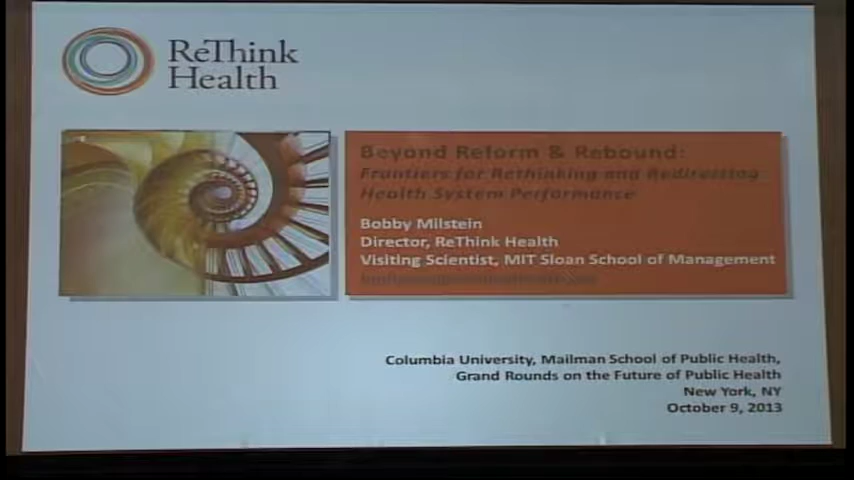 ReThink
Health
Beyond Reform & Rebound:
Frontiers for Rethinking and Redirecting
Health System Performance
Bobby Milstein
Director, ReThink Health
Visiting Scientist, MIT Sloan School of Management
Columbia University, Mailman School of Public Health,
Grand Rounds on the Future of Public Health
New York, NY
October 9, 2013